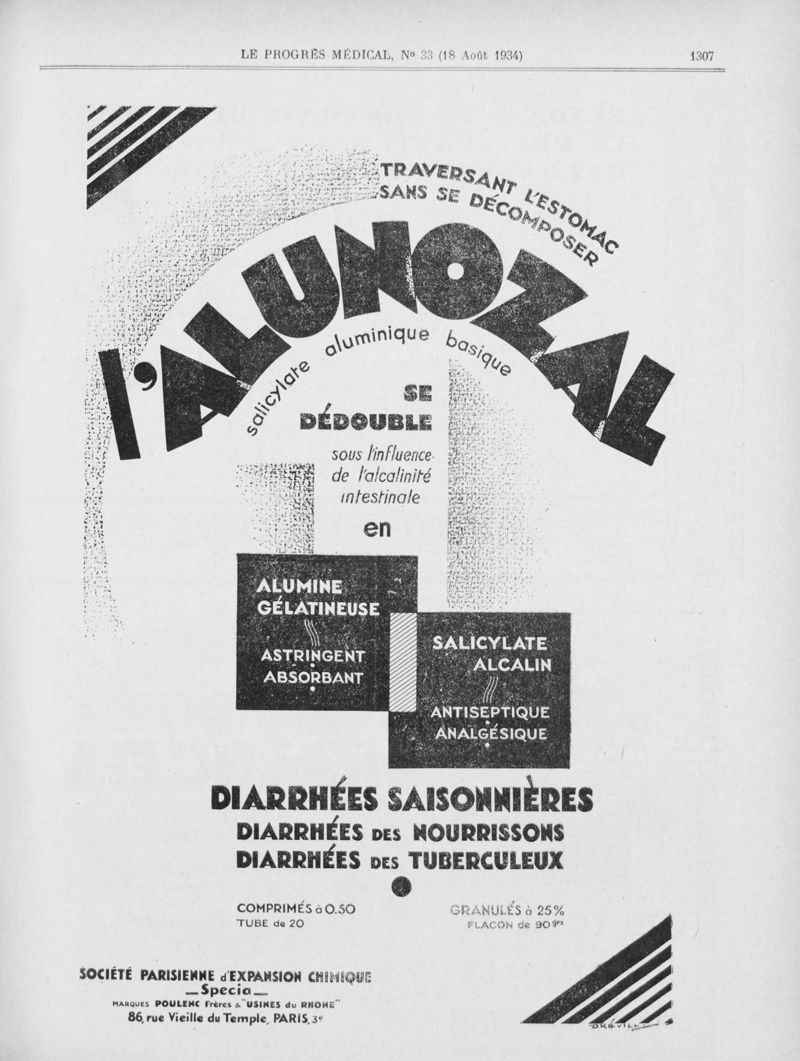 LE PROGRÈS MÉDICAL, No 33 (18 Août 1934)
1307
TRAVERSANT L'ESTOMAC
SANS SE DÉCOMPOSER
l'ALUNOZAL
salicylate aluminique basique
SE
DÉDOUBLE
sous l'influence
de l'alcalinité
intestinale
en
ALUMINE
GÉLATINEUSE
ASTRINGENT
ABSORBANT
SALICYLATE
ALCALIN
ANTISEPTIQUE
ANALGÉSIQUE
DIARRHÉES SAISONNIÈRES
DIARRHÉES DES NOURRISSONS
DIARRHÉES DES TUBERCULEUX
COMPRIMÉS à 0.50
TUBE de 20
GRANULÉS à 25%
FLACON de 90 grs
SOCIÉTÉ PARISIENNE d'EXPANSION CHIMIQUE
_Specia_
MARQUES POULENC Frères & "USINES du RHONE"
86, rue Vieille du Temple, PARIS, 3e